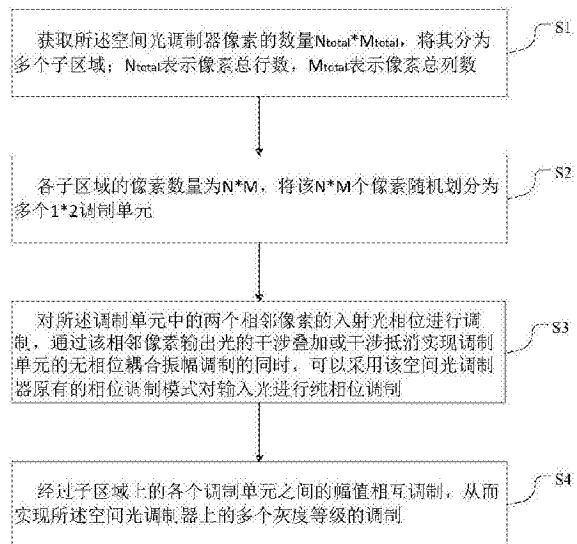 获取所述空间光调制器像素的数量Ntotal*Mtotal，将其分为
多个子区域；Ntotal表示像素总行数，Mtotal表示像素总列数
S1
各子区域的像素数量为N*M，将该N*M个像素随机划分为
多个1*2调制单元
S2
对所述调制单元中的两个相邻像素的入射光相位进行调
制，通过该相邻像素输出光的干涉叠加或干涉抵消实现调制
单元的无相位耦合振幅调制的同时，可以采用该空间光调制
器原有的相位调制模式对输入光进行纯相位调制
S3
经过子区域上的各个调制单元之间的幅值相互调制，从而
实现所述空间光调制器上的多个灰度等级的调制
S4